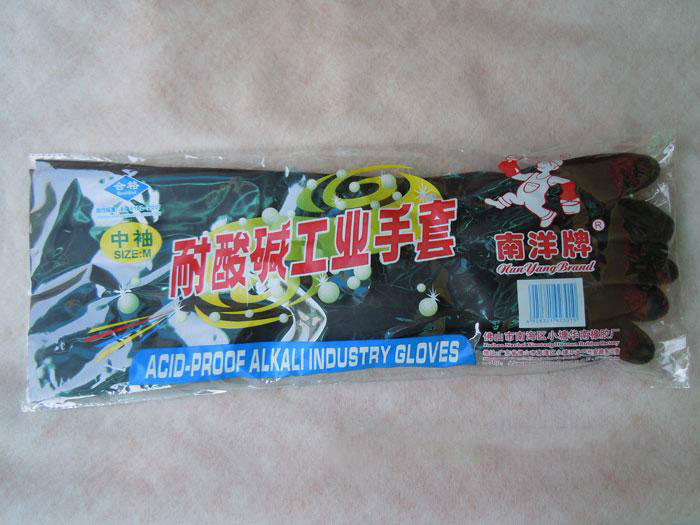 合格
Qualified
中袖
SIZE:M
耐酸碱工业手套
ACID-PROOF ALKALI INDUSTRY GLOVES
南洋牌
®
Nan Yang Brand
佛山市南海区小塘华南橡胶厂